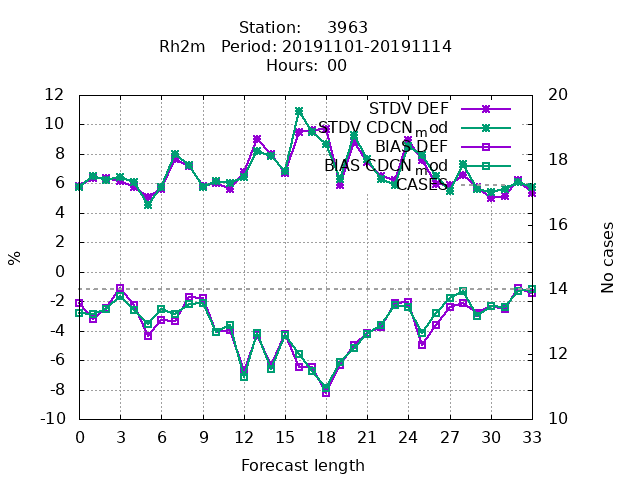 Station: 3963
Rh2m Period: 20191101-20191114
Hours: 00
STDV DEF
STDV CDCN_mod
BIAS DEF
BIAS CDCN_mod
CASES
%
12
10
8
6
4
2
0
-2
-4
-6
-8
-10
20
18
16
14
12
10
No cases
0 3 6 9 12 15 18 21 24 27 30 33
Forecast length